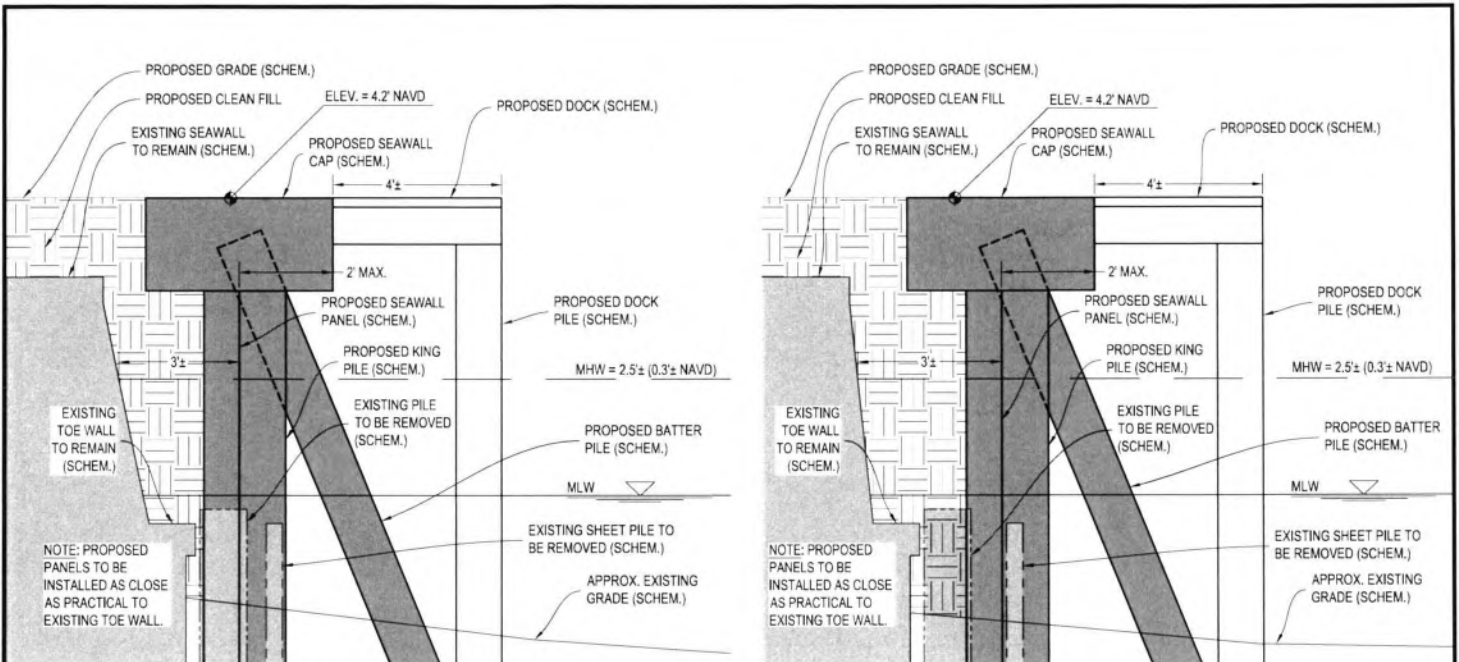 PROPOSED GRADE (SCHEM.)
PROPOSED CLEAN FILL
EXISTING SEAWALL
TO REMAIN (SCHEM.)
ELEV. = 4.2' NAVD
PROPOSED SEAWALL
CAP (SCHEM.)
PROPOSED DOCK (SCHEM.)
4'±
2' MAX.
PROPOSED SEAWALL
PANEL (SCHEM.)
PROPOSED DOCK
PILE (SCHEM.)
3'±
PROPOSED KING
PILE (SCHEM.)
MHW = 2.5'± (0.3'± NAVD)
EXISTING
TOE WALL
TO REMAIN
(SCHEM.)
EXISTING PILE
TO BE REMOVED
(SCHEM.)
PROPOSED BATTER
PILE (SCHEM.)
MLW
EXISTING SHEET PILE TO
BE REMOVED (SCHEM.)
NOTE: PROPOSED
PANELS TO BE
INSTALLED AS CLOSE
AS PRACTICAL TO
EXISTING TOE WALL.
APPROX. EXISTING
GRADE (SCHEM.)
PROPOSED GRADE (SCHEM.)
PROPOSED CLEAN FILL
EXISTING SEAWALL
TO REMAIN (SCHEM.)
ELEV. = 4.2' NAVD
PROPOSED SEAWALL
CAP (SCHEM.)
PROPOSED DOCK (SCHEM.)
4'±
2' MAX.
PROPOSED SEAWALL
PANEL (SCHEM.)
PROPOSED DOCK
PILE (SCHEM.)
3'±
PROPOSED KING
PILE (SCHEM.)
MHW = 2.5'± (0.3'± NAVD)
EXISTING
TOE WALL
TO REMAIN
(SCHEM.)
EXISTING PILE
TO BE REMOVED
(SCHEM.)
PROPOSED BATTER
PILE (SCHEM.)
MLW
EXISTING SHEET PILE TO
BE REMOVED (SCHEM.)
NOTE: PROPOSED
PANELS TO BE
INSTALLED AS CLOSE
AS PRACTICAL TO
EXISTING TOE WALL.
APPROX. EXISTING
GRADE (SCHEM.)